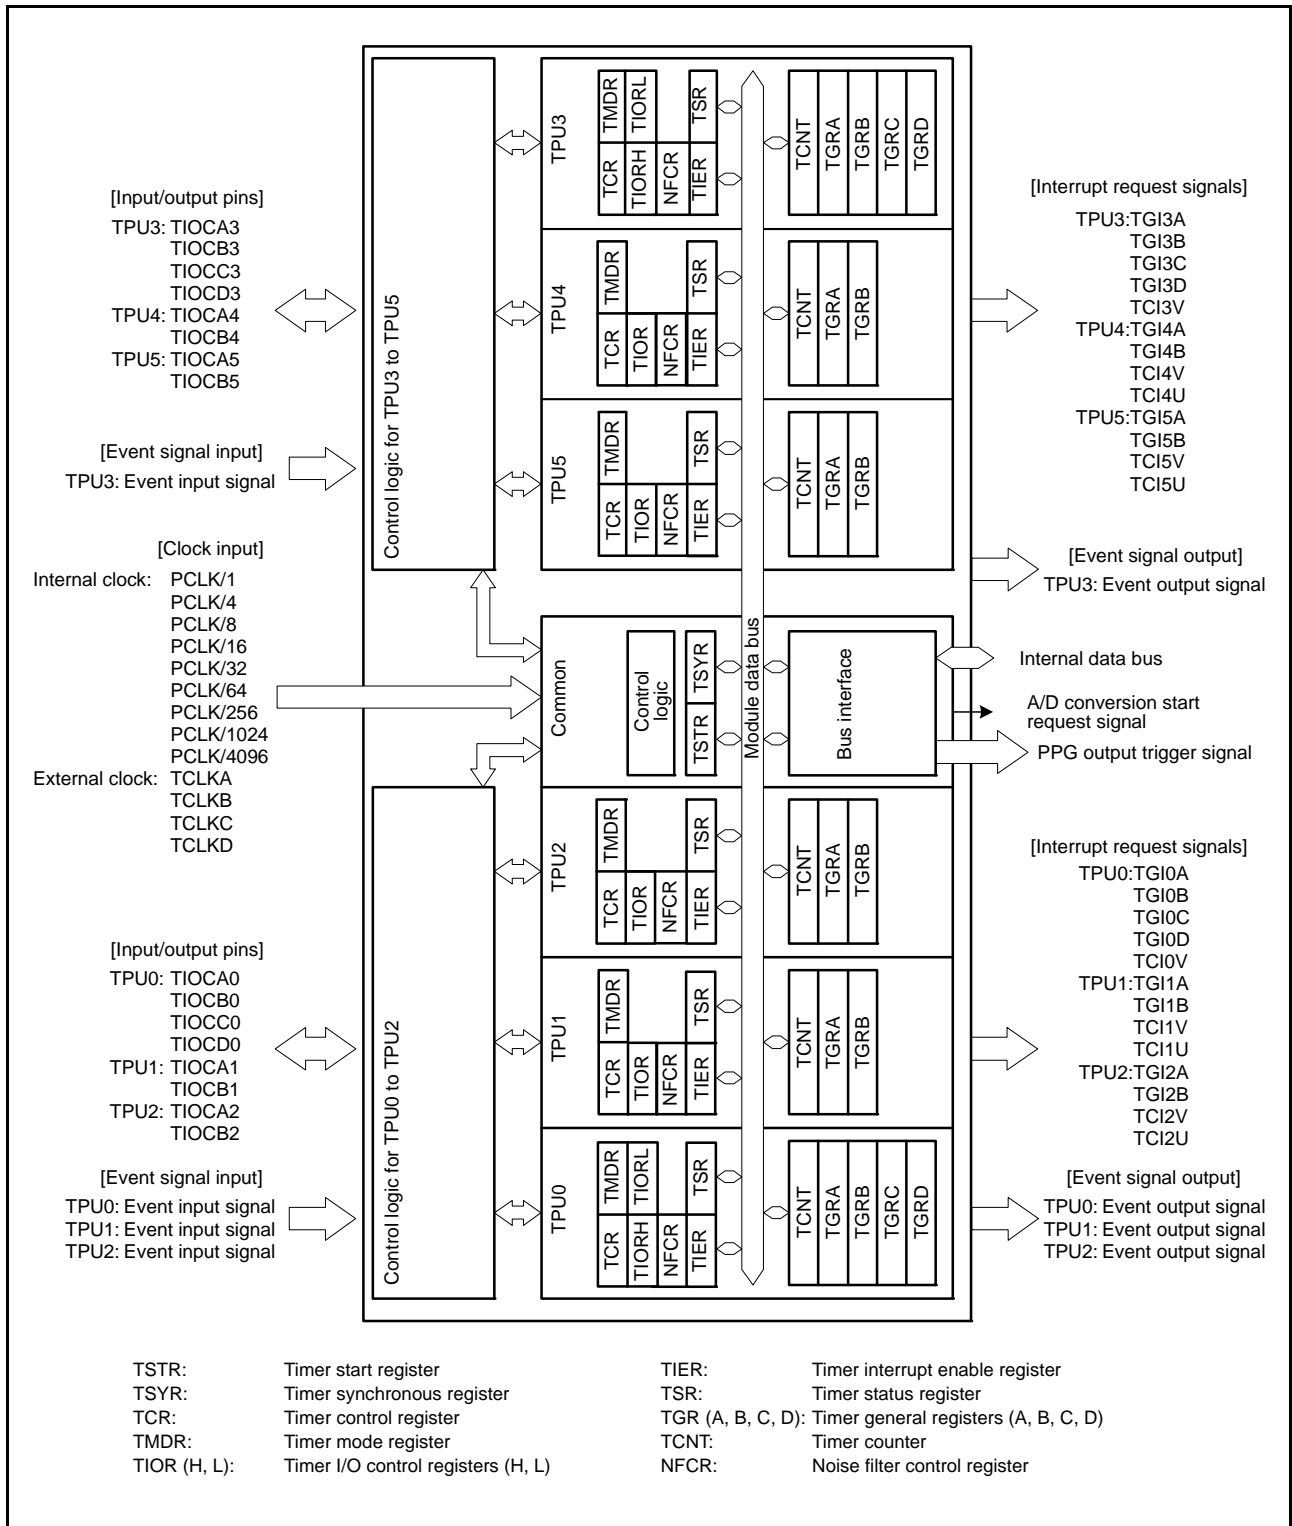 [Input/output pins]
TPU3: TIOCA3
TIOCB3
TIOCC3
TIOCD3
TPU4: TIOCA4
TIOCB4
TPU5: TIOCA5
TIOCB5
[Event signal input]
TPU3: Event input signal
[Clock input]
Internal clock: PCLK/1
PCLK/4
PCLK/8
PCLK/16
PCLK/32
PCLK/64
PCLK/256
PCLK/1024
PCLK/4096
External clock: TCLKA
TCLKB
TCLKC
TCLKD
[Input/output pins]
TPU0: TIOCA0
TIOCB0
TIOCC0
TIOCD0
TPU1: TIOCA1
TIOCB1
TPU2: TIOCA2
TIOCB2
[Event signal input]
TPU0: Event input signal
TPU1: Event input signal
TPU2: Event input signal
Control logic for TPU3 to TPU5
Control logic for TPU0 to TPU2
TPU3
TMDR
TIORL
TSR
TCR
TIORH
NFCR
TIER
TCNT
TGRA
TGRB
TGRC
TGRD
TPU4
TMDR
TSR
TCR
TIOR
NFCR
TIER
TCNT
TGRA
TGRB
TPU5
TMDR
TSR
TCR
TIOR
NFCR
TIER
TCNT
TGRA
TGRB
Common
Control
logic
TSYR
TSTR
Module data bus
Bus interface
TPU2
TMDR
TSR
TCR
TIOR
NFCR
TIER
TCNT
TGRA
TGRB
TPU1
TMDR
TSR
TCR
TIOR
NFCR
TIER
TCNT
TGRA
TGRB
TPU0
TMDR
TIORL
TSR
TCR
TIORH
NFCR
TIER
TCNT
TGRA
TGRB
TGRC
TGRD
[Interrupt request signals]
TPU3:TGI3A
TGI3B
TGI3C
TGI3D
TCI3V
TPU4:TGI4A
TGI4B
TCI4V
TCI4U
TPU5:TGI5A
TGI5B
TCI5V
TCI5U
[Event signal output]
TPU3: Event output signal
Internal data bus
A/D conversion start
request signal
PPG output trigger signal
[Interrupt request signals]
TPU0:TGI0A
TGI0B
TGI0C
TGI0D
TCI0V
TPU1:TGI1A
TGI1B
TCI1V
TCI1U
TPU2:TGI2A
TGI2B
TCI2V
TCI2U
[Event signal output]
TPU0: Event output signal
TPU1: Event output signal
TPU2: Event output signal
TSTR: Timer start register
TSYR: Timer synchronous register
TCR: Timer control register
TMDR: Timer mode register
TIOR (H, L): Timer I/O control registers (H, L)
TIER: Timer interrupt enable register
TSR: Timer status register
TGR (A, B, C, D): Timer general registers (A, B, C, D)
TCNT: Timer counter
NFCR: Noise filter control register